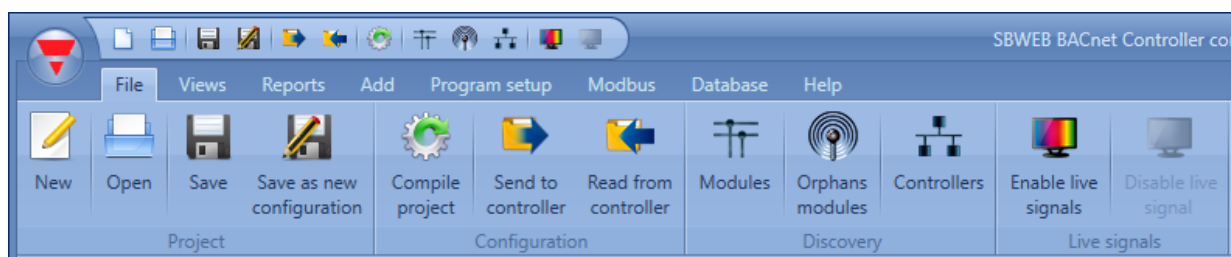 SBWEB BACnet Controller co
File Views Reports Add Program setup Modbus Database Help
New Open Save Save as new configuration Compile project Send to controller Read from controller Modules Orphans modules Controllers Enable live signals Disable live signal
Project Configuration Discovery Live signals